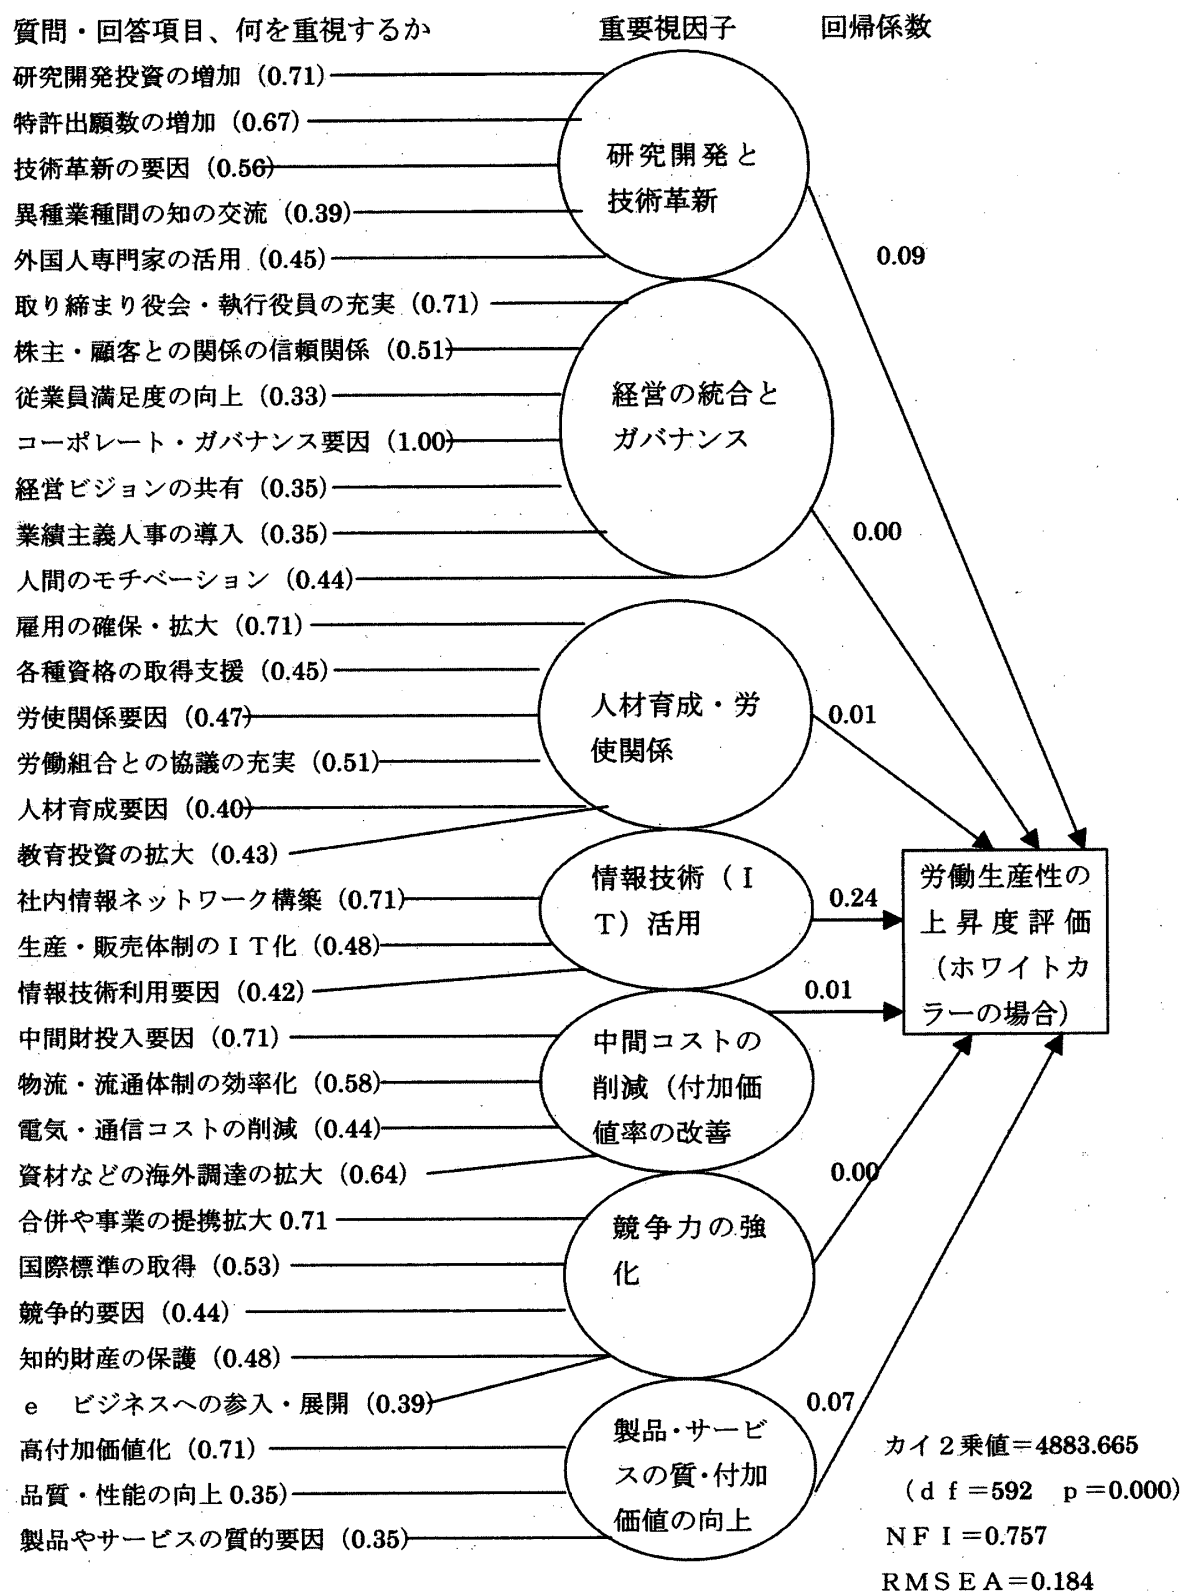 質問・回答項目、何を重視するか
重要視因子
回帰係数
研究開発投資の増加（0.71）
特許出願数の増加（0.67）
技術革新の要因（0.56）
異種業種間の知の交流（0.39）
外国人専門家の活用（0.45）
取り締まり役会・執行役員の充実（0.71）
株主・顧客との関係の信頼関係（0.51）
従業員満足度の向上（0.33）
コーポレート・ガバナンス要因（1.00）
経営ビジョンの共有（0.35）
業績主義人事の導入（0.35）
人間のモチベーション（0.44）
雇用の確保・拡大（0.71）
各種資格の取得支援（0.45）
労使関係要因（0.47）
労働組合との協議の充実（0.51）
人材育成要因（0.40）
教育投資の拡大（0.43）
社内情報ネットワーク構築（0.71）
生産・販売体制のＩＴ化（0.48）
情報技術利用要因（0.42）
中間財投入要因（0.71）
物流・流通体制の効率化（0.58）
電気・通信コストの削減（0.44）
資材などの海外調達の拡大（0.64）
合併や事業の提携拡大 0.71
国際標準の取得（0.53）
競争的要因（0.44）
知的財産の保護（0.48）
ｅ　ビジネスへの参入・展開（0.39）
高付加価値化（0.71）
品質・性能の向上 0.35）
製品やサービスの質的要因（0.35）
研究開発と
技術革新
経営の統合と
ガバナンス
人材育成・労
使関係
情報技術（Ｉ
Ｔ）活用
中間コストの
削減（付加価
値率の改善
競争力の強
化
製品・サービ
スの質・付加
価値の向上
0.09
0.00
0.01
0.24
0.01
0.00
0.07
労働生産性の
上昇度評価
（ホワイトカ
ラーの場合）
カイ２乗値＝4883.665
（ｄｆ＝592　ｐ＝0.000）
ＮＦＩ＝0.757
ＲＭＳＥＡ＝0.184